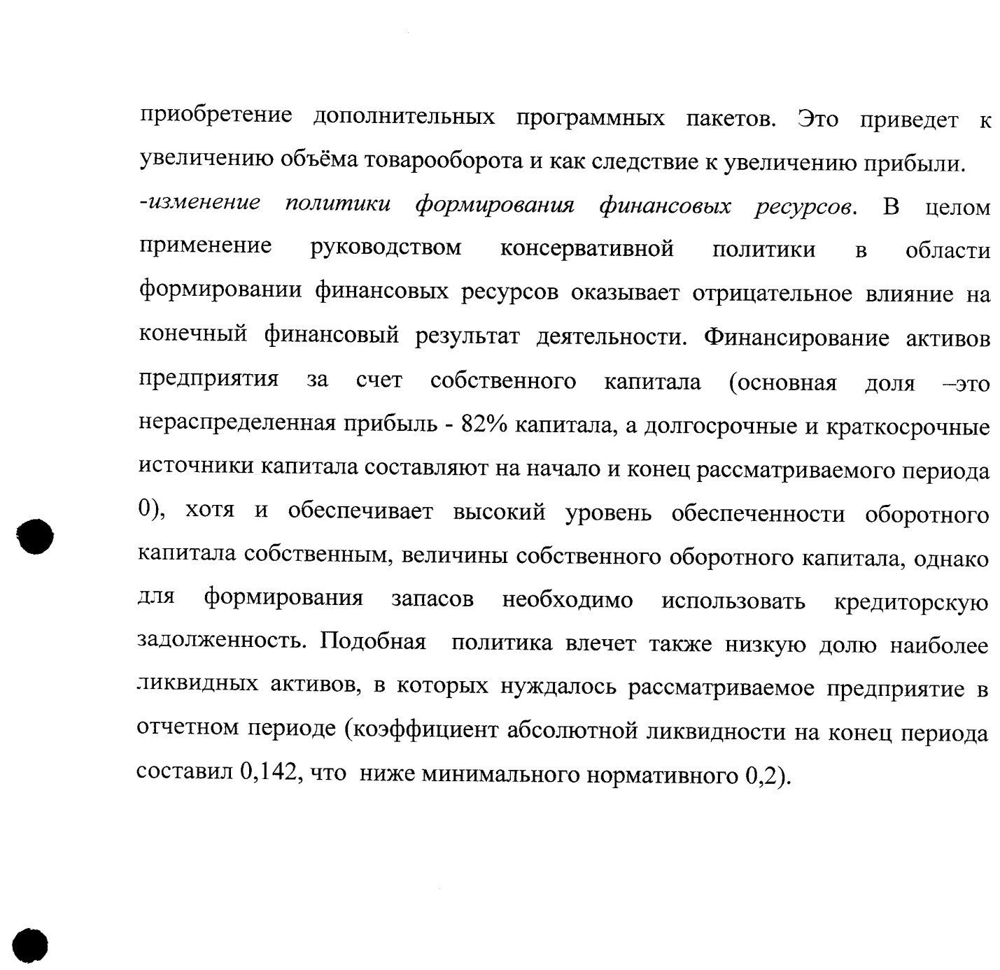 приобретение дополнительных программных пакетов. Это приведет к
увеличению объёма товарооборота и как следствие к увеличению прибыли.
-изменение политики формирования финансовых ресурсов. В целом
применение руководством консервативной политики в области
формировании финансовых ресурсов оказывает отрицательное влияние на
конечный финансовый результат деятельности. Финансирование активов
предприятия за счет собственного капитала (основная доля –это
нераспределенная прибыль - 82% капитала, а долгосрочные и краткосрочные
источники капитала составляют на начало и конец рассматриваемого периода
0), хотя и обеспечивает высокий уровень обеспеченности оборотного
капитала собственным, величины собственного оборотного капитала, однако
для формирования запасов необходимо использовать кредиторскую
задолженность. Подобная политика влечет также низкую долю наиболее
ликвидных активов, в которых нуждалось рассматриваемое предприятие в
отчетном периоде (коэффициент абсолютной ликвидности на конец периода
составил 0,142, что ниже минимального нормативного 0,2).